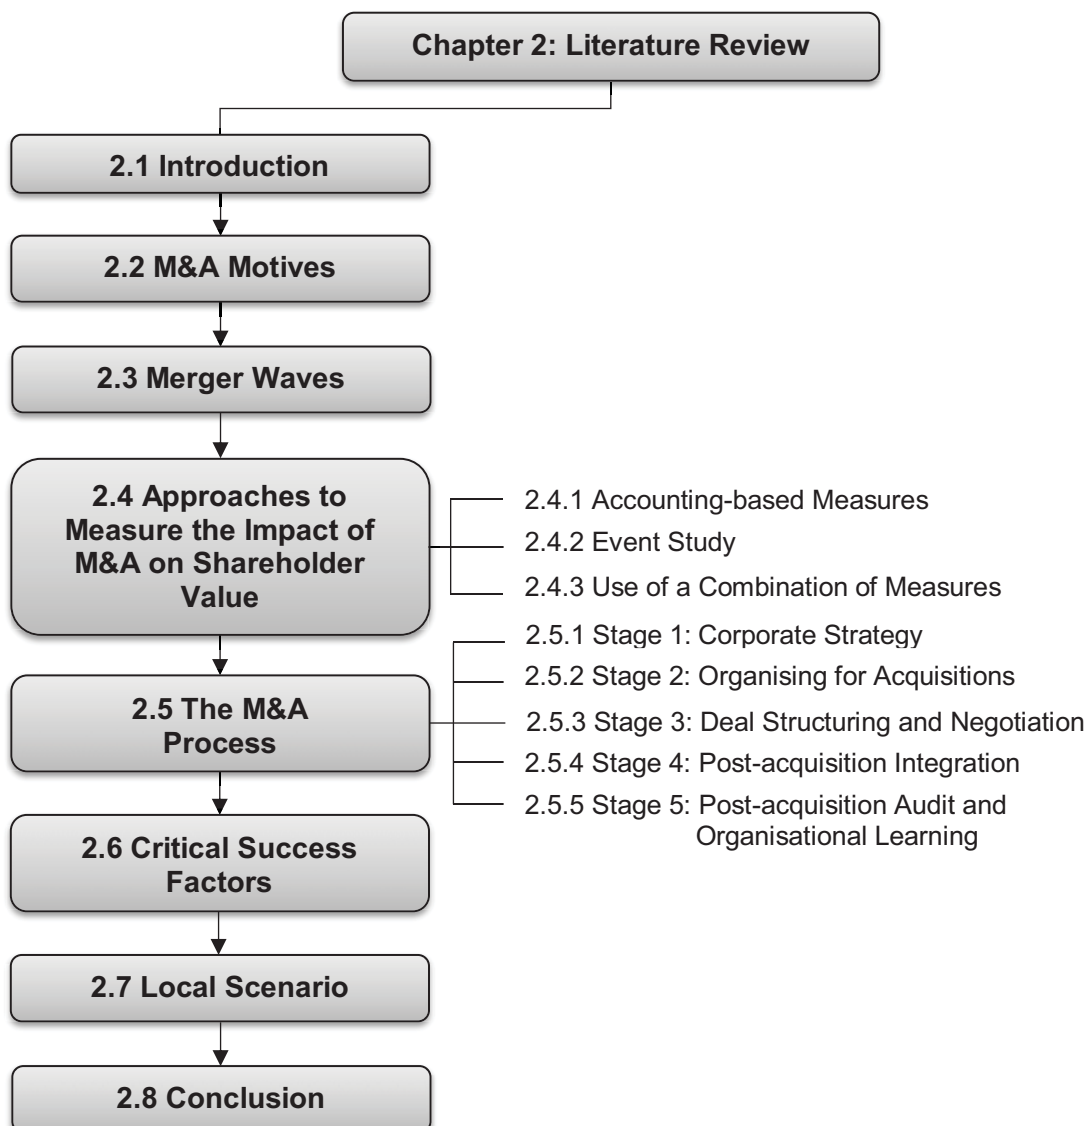 Chapter 2: Literature Review
2.1 Introduction
2.2 M&A Motives
2.3 Merger Waves
2.4 Approaches to
Measure the Impact of
M&A on Shareholder
Value
2.4.1 Accounting-based Measures
2.4.2 Event Study
2.4.3 Use of a Combination of Measures
2.5 The M&A
Process
2.5.1 Stage 1: Corporate Strategy
2.5.2 Stage 2: Organising for Acquisitions
2.5.3 Stage 3: Deal Structuring and Negotiation
2.5.4 Stage 4: Post-acquisition Integration
2.5.5 Stage 5: Post-acquisition Audit and
Organisational Learning
2.6 Critical Success
Factors
2.7 Local Scenario
2.8 Conclusion